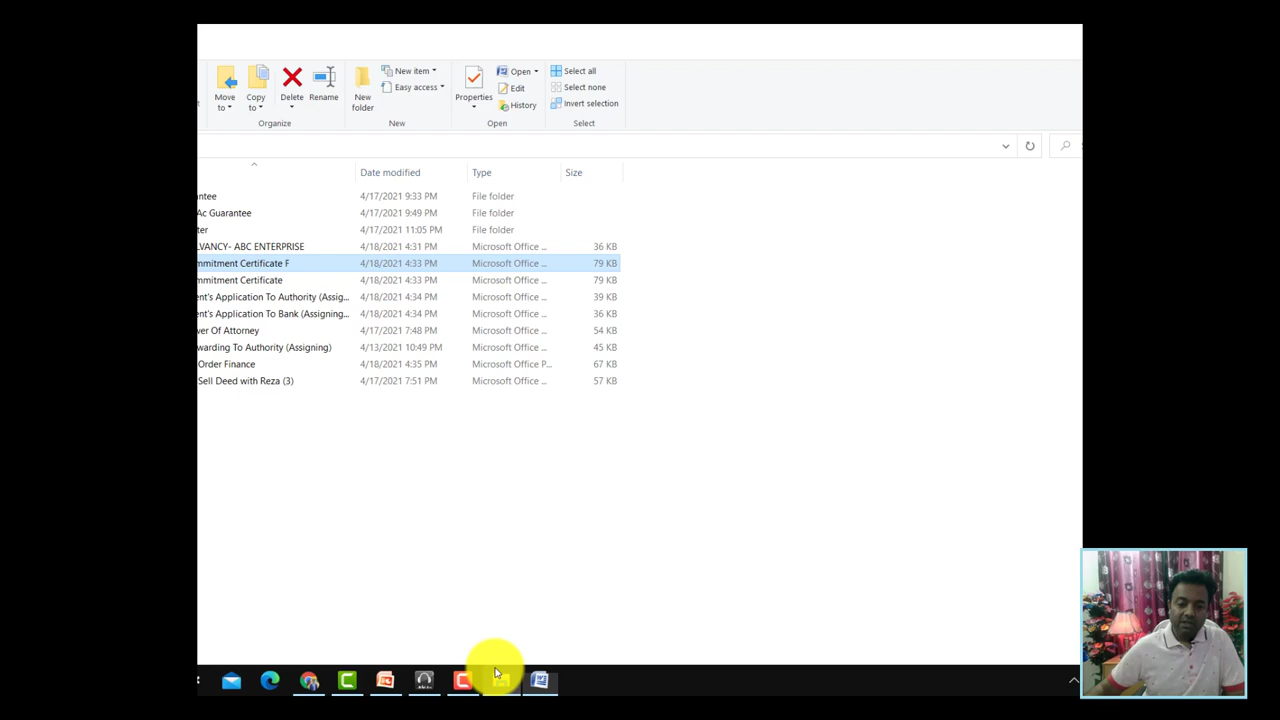 New item
Open
Select all
Easy access
Edit
Select none
Move to
Copy to
Delete
Rename
New folder
Properties
History
Invert selection
Organize
New
Open
Select
Date modified Type Size
antee 4/17/2021 9:33 PM File folder
Ac Guarantee 4/17/2021 9:49 PM File folder
ter 4/17/2021 11:05 PM File folder
LVANCY- ABC ENTERPRISE 4/18/2021 4:31 PM Microsoft Office ... 36 KB
mmitment Certificate F 4/18/2021 4:33 PM Microsoft Office ... 79 KB
mmitment Certificate 4/18/2021 4:33 PM Microsoft Office ... 79 KB
ent's Application To Authority (Assig... 4/18/2021 4:34 PM Microsoft Office ... 39 KB
ent's Application To Bank (Assigning... 4/18/2021 4:34 PM Microsoft Office ... 36 KB
wer Of Attorney 4/17/2021 7:48 PM Microsoft Office ... 54 KB
warding To Authority (Assigning) 4/13/2021 10:49 PM Microsoft Office ... 45 KB
Order Finance 4/18/2021 4:35 PM Microsoft Office P... 67 KB
Sell Deed with Reza (3) 4/17/2021 7:51 PM Microsoft Office ... 57 KB